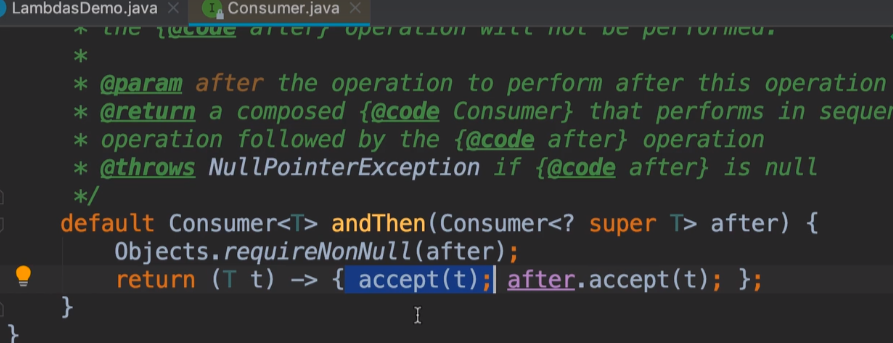 LambdasDemo.java Consumer.java
* the {@code after} operation will not be performed.
*
* @param after the operation to perform after this operation
* @return a composed {@code Consumer} that performs in sequen
* operation followed by the {@code after} operation
* @throws NullPointerException if {@code after} is null
*/
default Consumer<T> andThen(Consumer<? super T> after) {
Objects.requireNonNull(after);
return (T t) -> { accept(t); after.accept(t); };
}
}